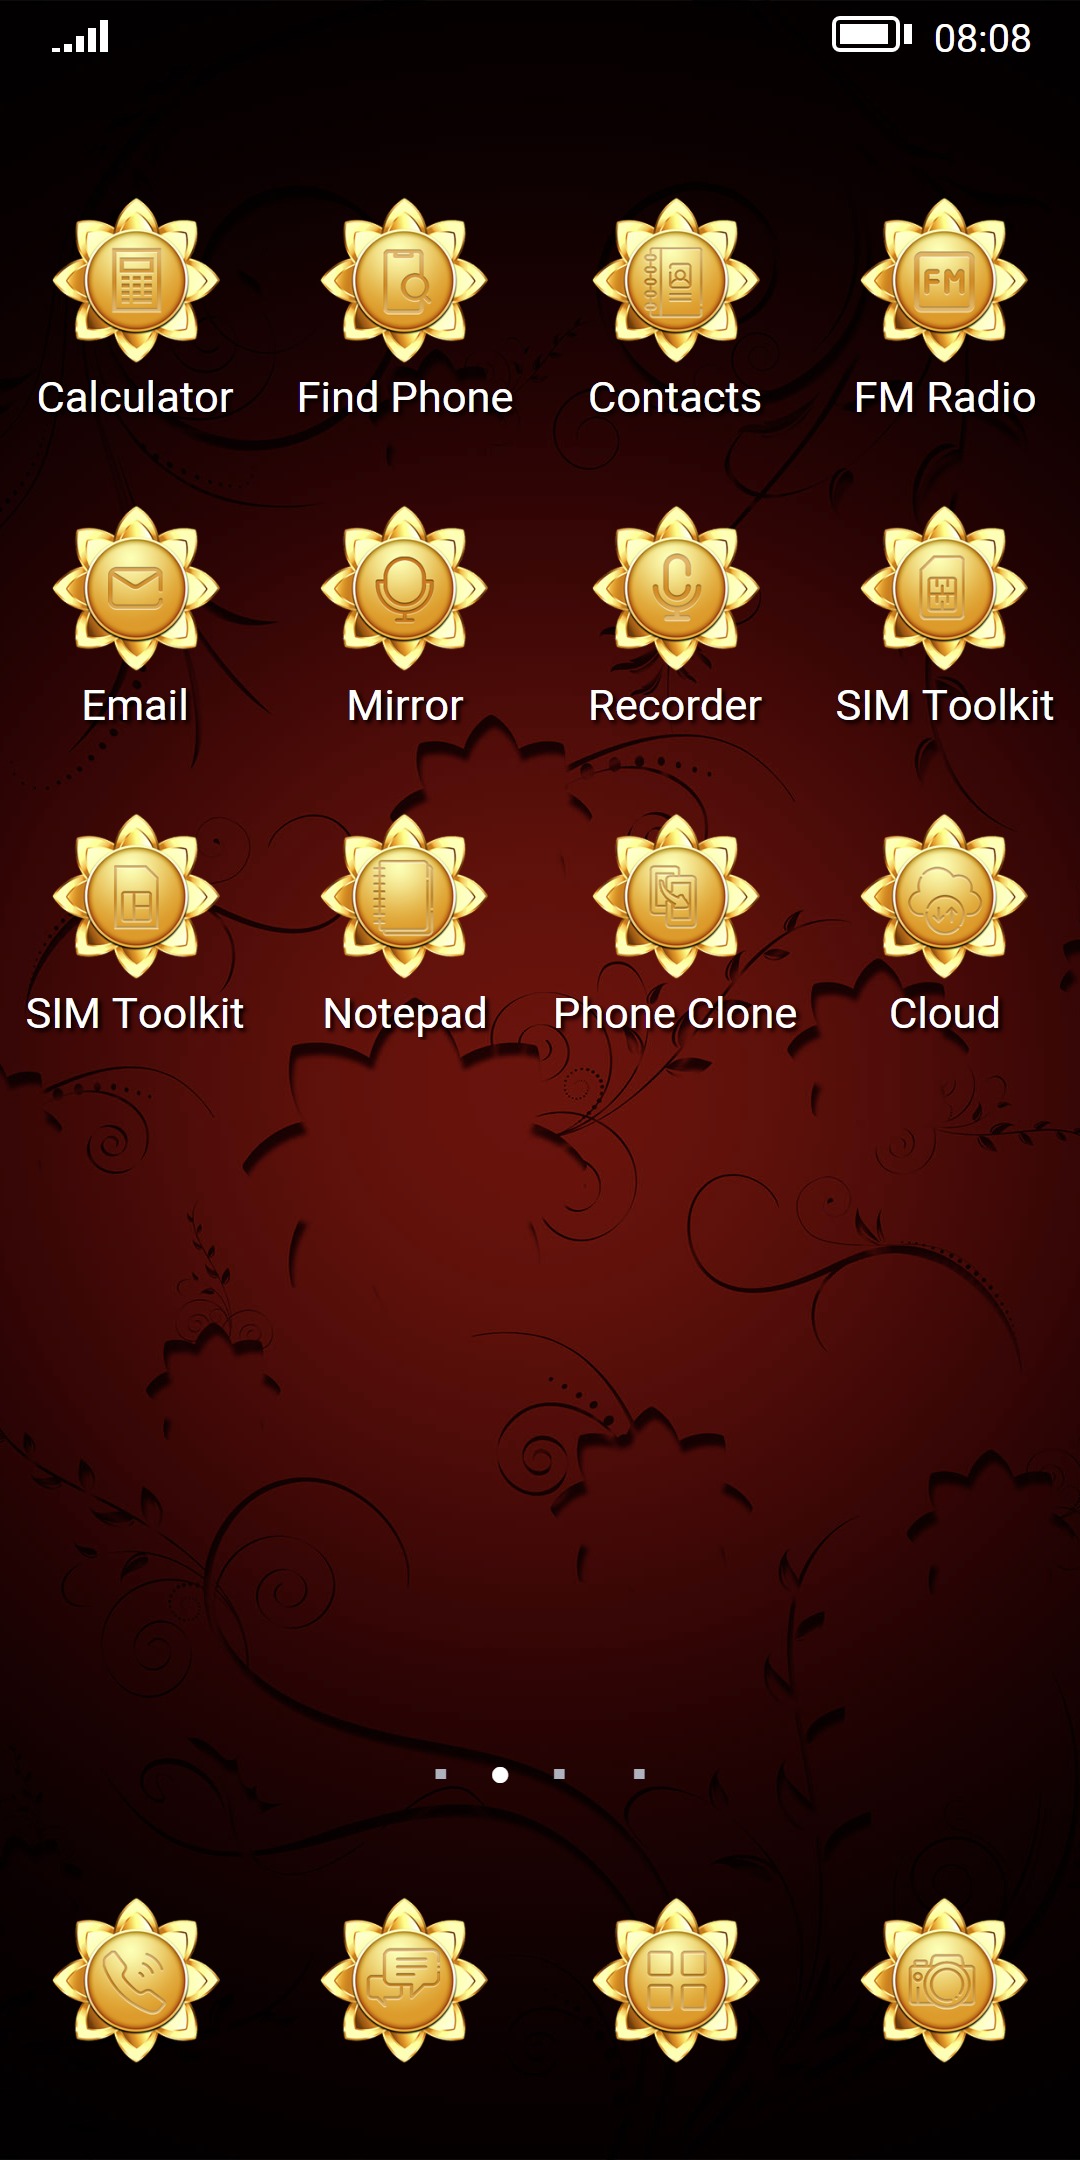 08:08
Calculator Find Phone Contacts FM Radio
FM
Email Mirror Recorder SIM Toolkit
SIM Toolkit Notepad Phone Clone Cloud